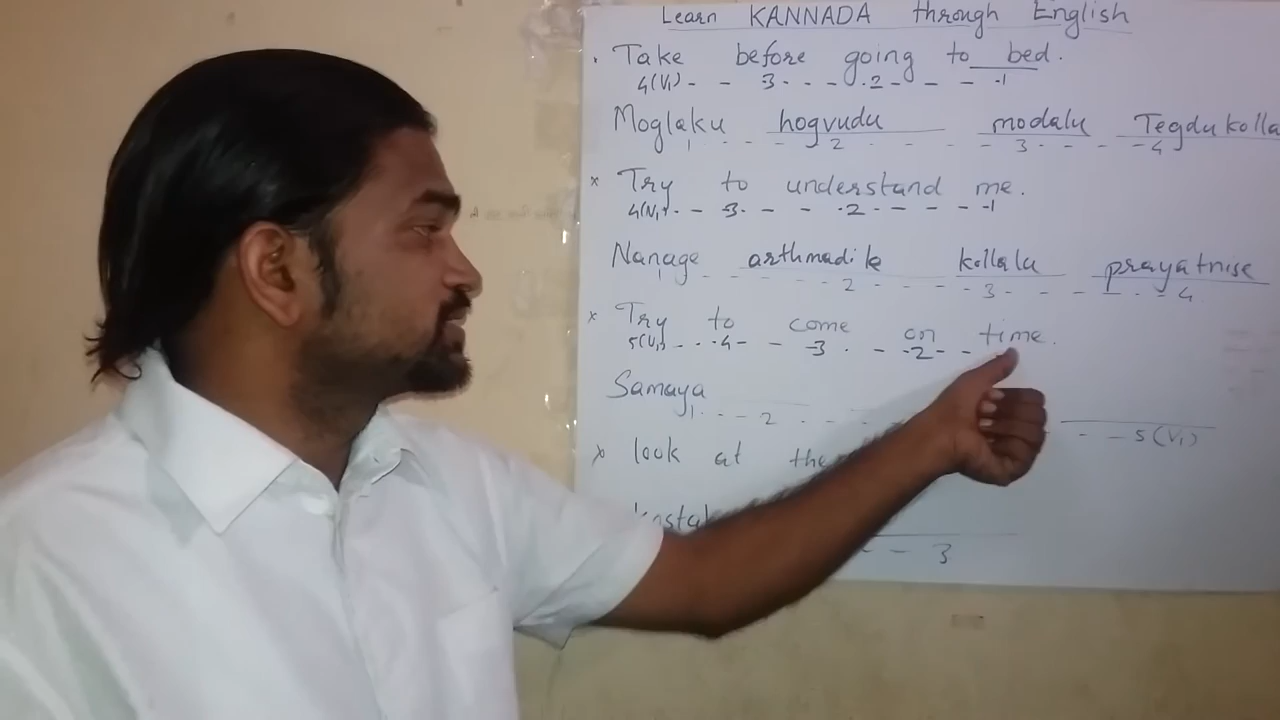 Learn KANNADA through English
. Take before going to bed.
4(V1) - - 3 - - - - 2 - - - 1
Moglaku hogvudu modalu Tegdukolla
1 - - - 2 - - - - 3 - - - 4
x Try to understand me.
4(V1) - - 3 - - - 2 - - - - 1
Nanage arthmadik kollalu prayatnise
1 - - - - 2 - - - - 3 - - - - 4
x Try to come on time.
5(V1) - - - 4 - - 3 - - 2 - -
Samaya
1 - - - 2 - - - - 5(V1)
x look at the
- - 3